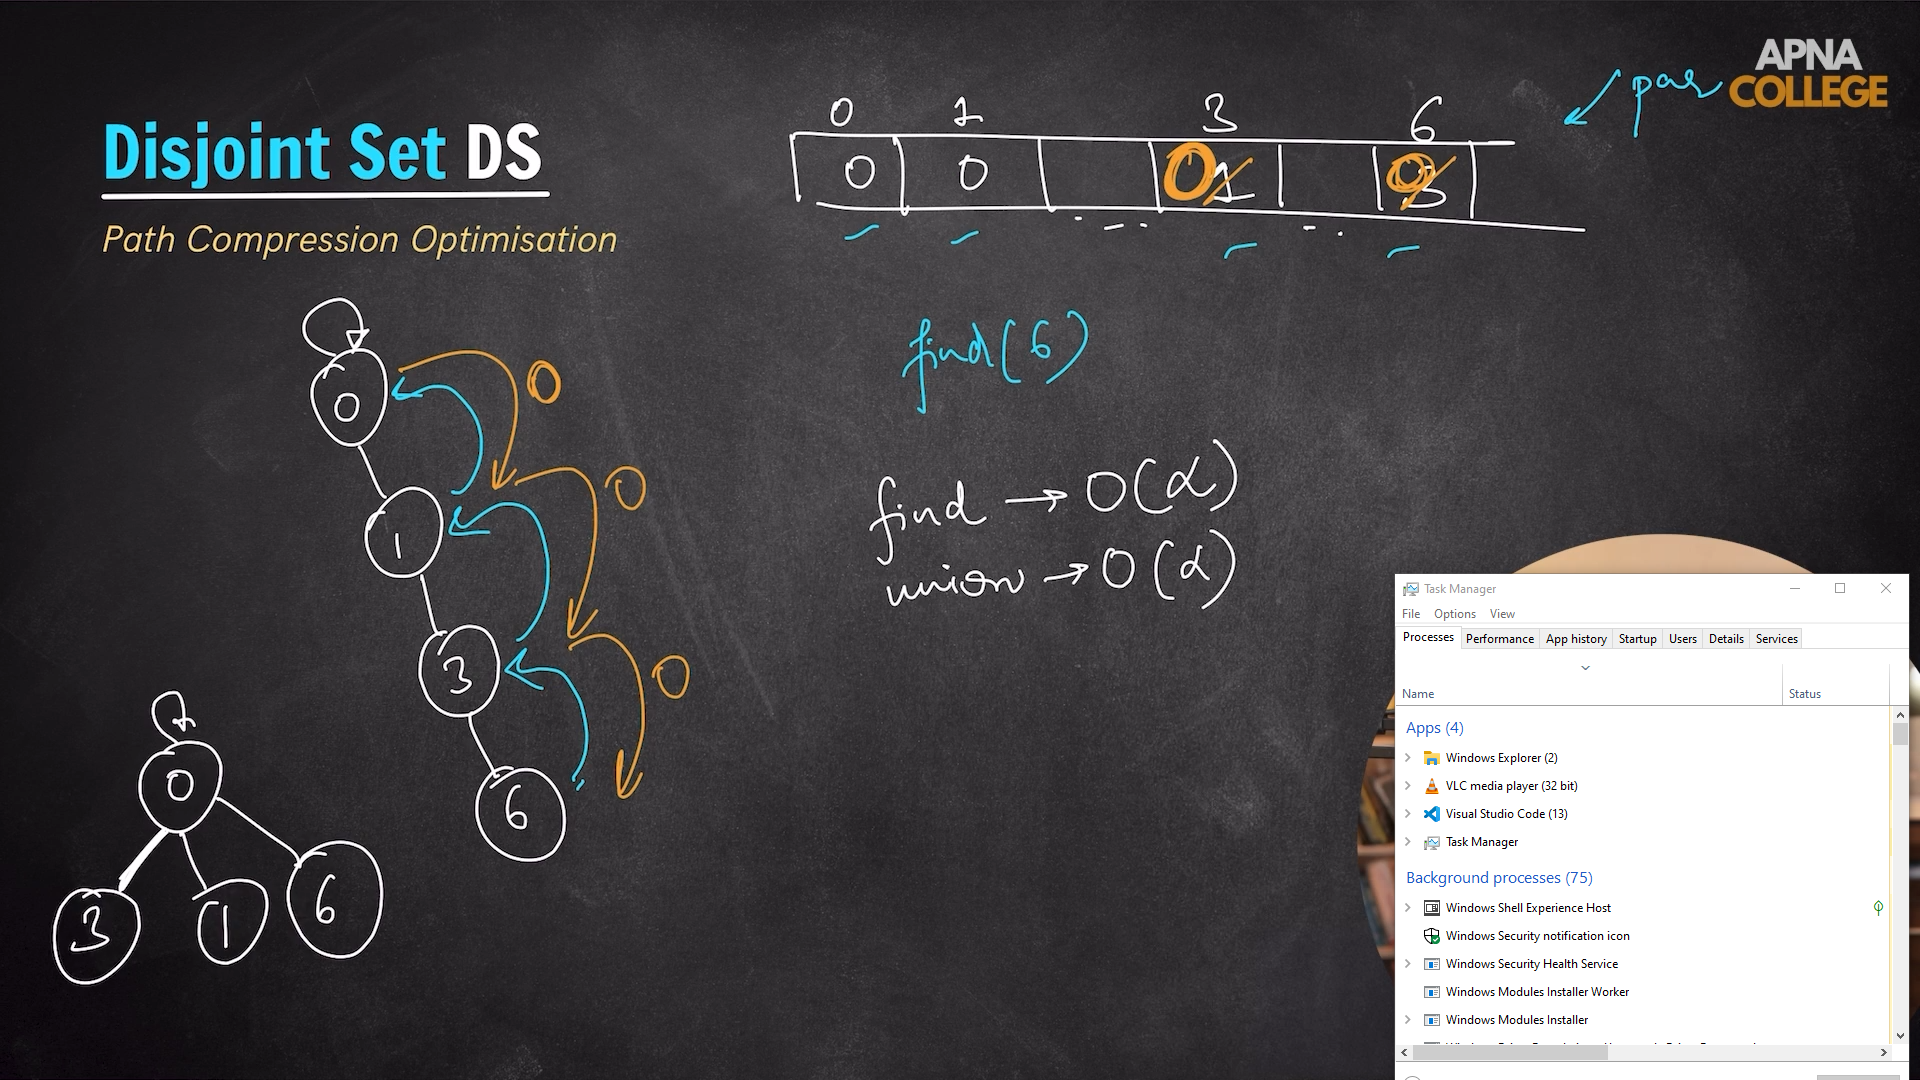 APNA
COLLEGE
par
Disjoint Set DS
Path Compression Optimisation
0 1 3 6
0 0 0 1 0 3
find(6)
0
0
0
0
1
3
6
find → O(α)
union → O(α)
0
3 1 6
Task Manager
File Options View
Processes Performance App history Startup Users Details Services
Name Status
Apps (4)
Windows Explorer (2)
VLC media player (32 bit)
Visual Studio Code (13)
Task Manager
Background processes (75)
Windows Shell Experience Host
Windows Security notification icon
Windows Security Health Service
Windows Modules Installer Worker
Windows Modules Installer